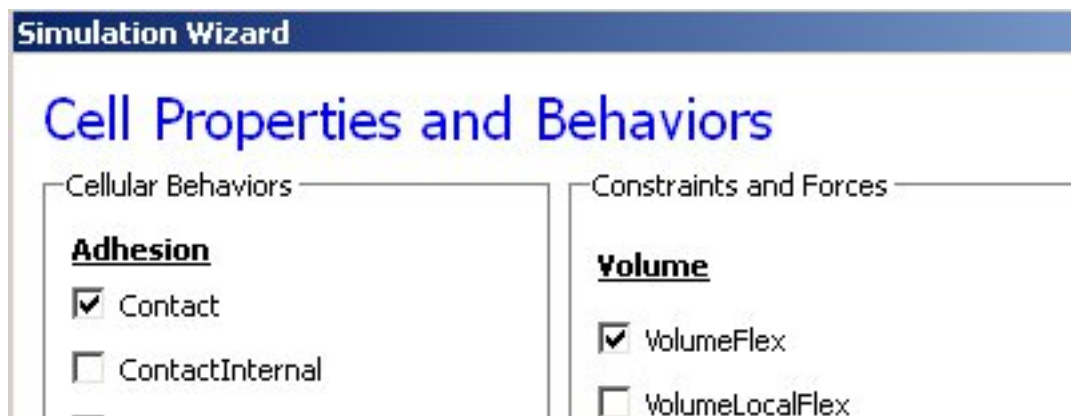 Simulation Wizard
Cell Properties and Behaviors
Cellular Behaviors
Adhesion
Contact
ContactInternal
Constraints and Forces
Volume
VolumeFlex
VolumeLocalFlex